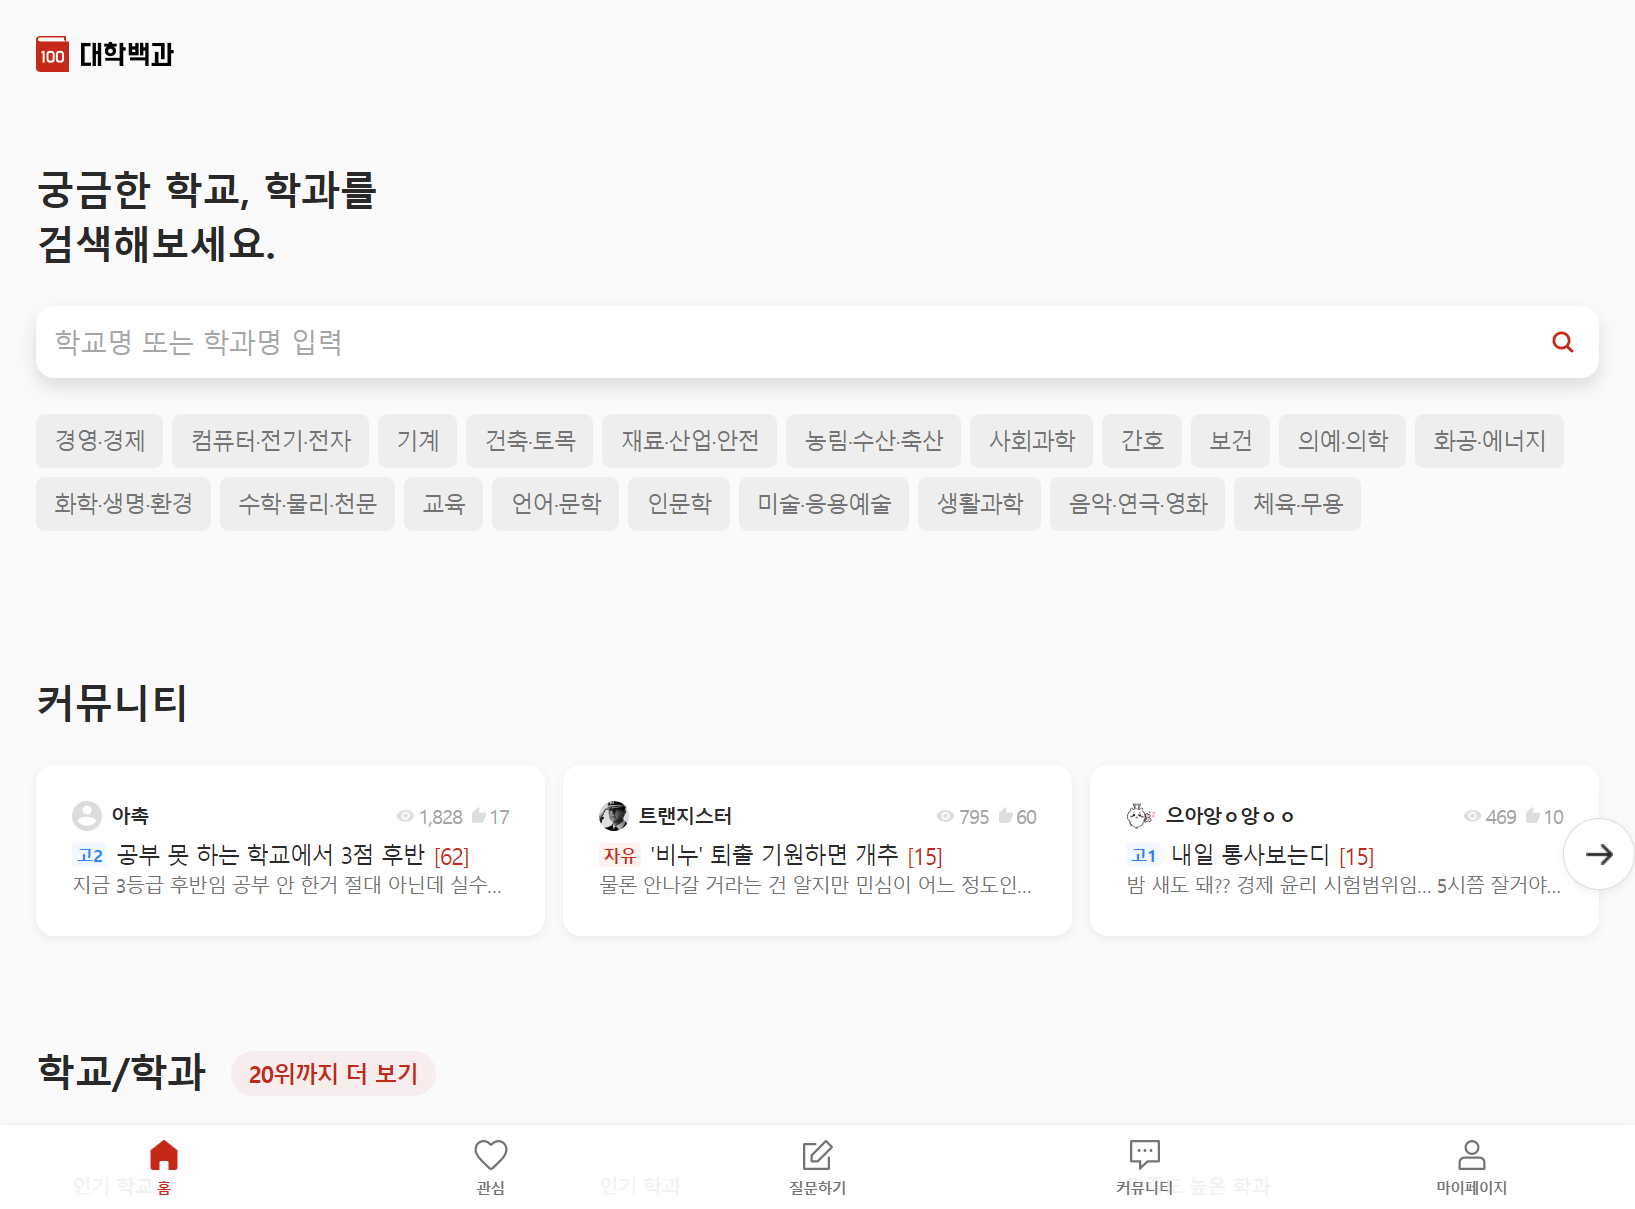 100 대학백과
궁금한 학교, 학과를
검색해보세요.
학교명 또는 학과명 입력
경영·경제 컴퓨터·전기·전자 기계 건축·토목 재료·산업·안전 농림·수산·축산 사회과학 간호 보건 의예·의학 화공·에너지
화학·생명·환경 수학·물리·천문 교육 언어·문학 인문학 미술·응용예술 생활과학 음악·연극·영화 체육·무용
커뮤니티
아축 1,828 17
고2 공부 못 하는 학교에서 3점 후반 [62]
지금 3등급 후반임 공부 안 한거 절대 아닌데 실수...
트랜지스터 795 60
자유 '비누' 퇴출 기원하면 개추 [15]
물론 안나갈 거라는 건 알지만 민심이 어느 정도인...
으아앙ㅇ앙ㅇㅇ 469 10
고1 내일 통사보는디 [15]
밤 새도 돼?? 경제 윤리 시험범위임... 5시쯤 잘거야...
학교/학과 20위까지 더 보기
인기 학교 인기 학과 높은 학과
홈 관심 질문하기 커뮤니티 마이페이지